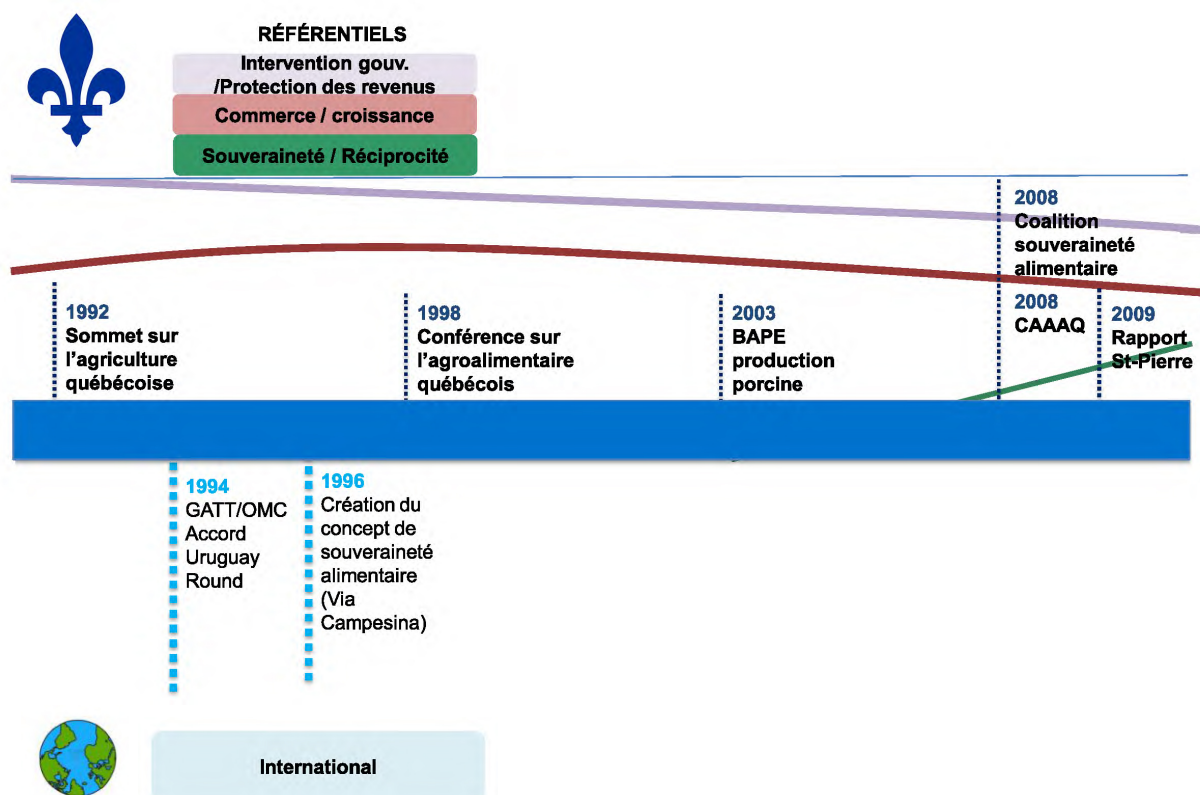 RÉFÉRENTIELS
Intervention gouv.
/Protection des revenus
Commerce / croissance
Souveraineté / Réciprocité
2008
Coalition
souveraineté
alimentaire
1992
Sommet sur
l'agriculture
québécoise
1998
Conférence sur
l'agroalimentaire
québécois
2003
BAPE
production
porcine
2008
CAAAQ
2009
Rapport
St-Pierre
1994
GATT/OMC
Accord
Uruguay
Round
1996
Création du
concept de
souveraineté
alimentaire
(Via
Campesina)
International